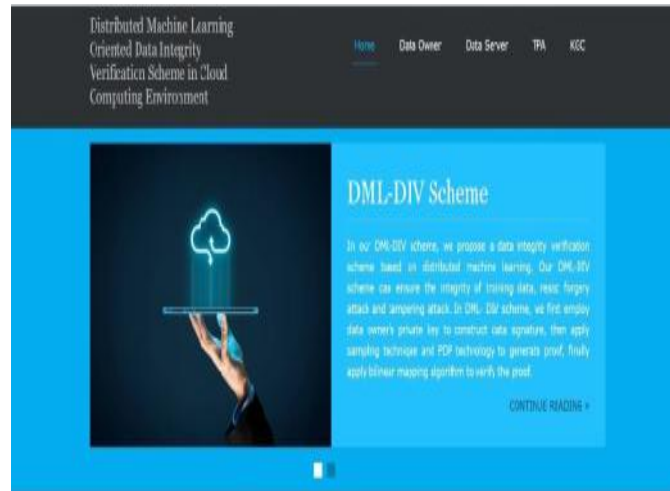 Distributed Machine Learning
Oriented Data Integrity
Verification Scheme in Cloud
Computing Environment
Home Data Owner Data Server TPA KGC
DML-DIV Scheme
In our DML-DIV scheme, we propose a data integrity verification
scheme based on distributed machine learning. Our DML-DIV
scheme can ensure the integrity of training data, resist forgery
attack and tampering attack. In DML- DIV scheme, we first employ
data owner's private key to construct data signature, then apply
sampling technique and PDP technology to generate proof, finally
apply bilinear mapping algorithm to verify the proof.
CONTINUE READING »